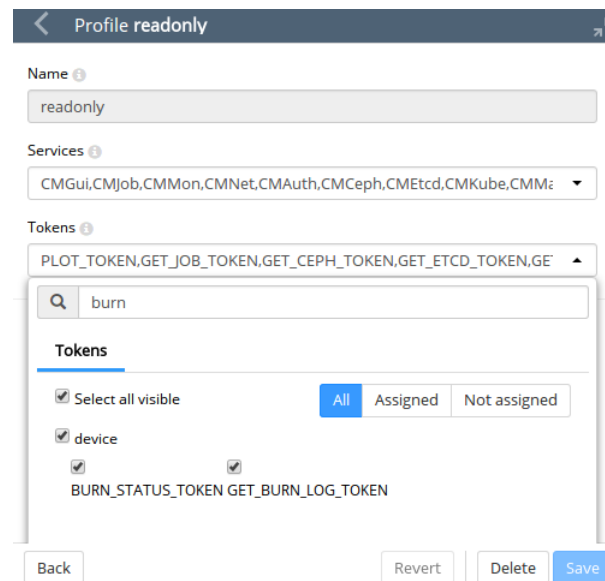 Profile readonly
Name
readonly
Services
CMGui,CMJob,CMMon,CMNet,CMAuth,CMCeph,CMEtcd,CMKube,CMMa
Tokens
PLOT_TOKEN,GET_JOB_TOKEN,GET_CEPH_TOKEN,GET_ETCD_TOKEN,GET
burn
Tokens
Select all visible All Assigned Not assigned
device
BURN_STATUS_TOKEN GET_BURN_LOG_TOKEN
Back Revert Delete Save